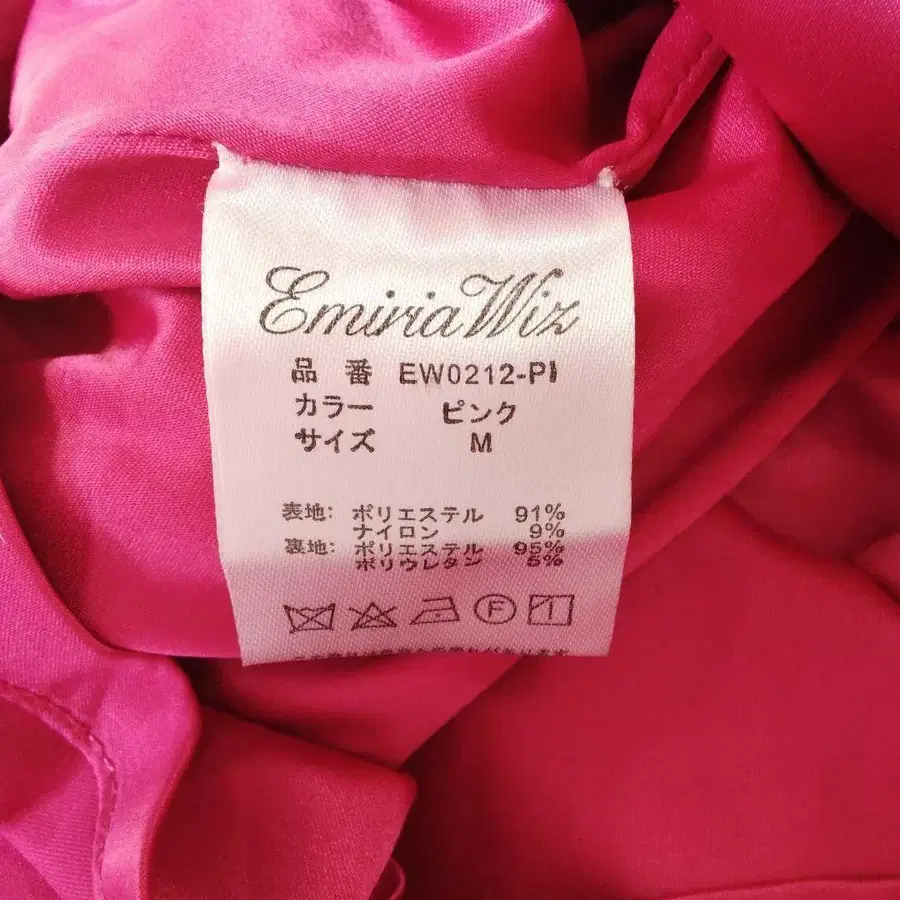 EmiriaWiz
品 番 EW0212-PI
カラー ピンク
サイズ M
表地: ポリエステル 91%
ナイロン 9%
裏地: ポリエステル 95%
ポリウレタン 5%
F